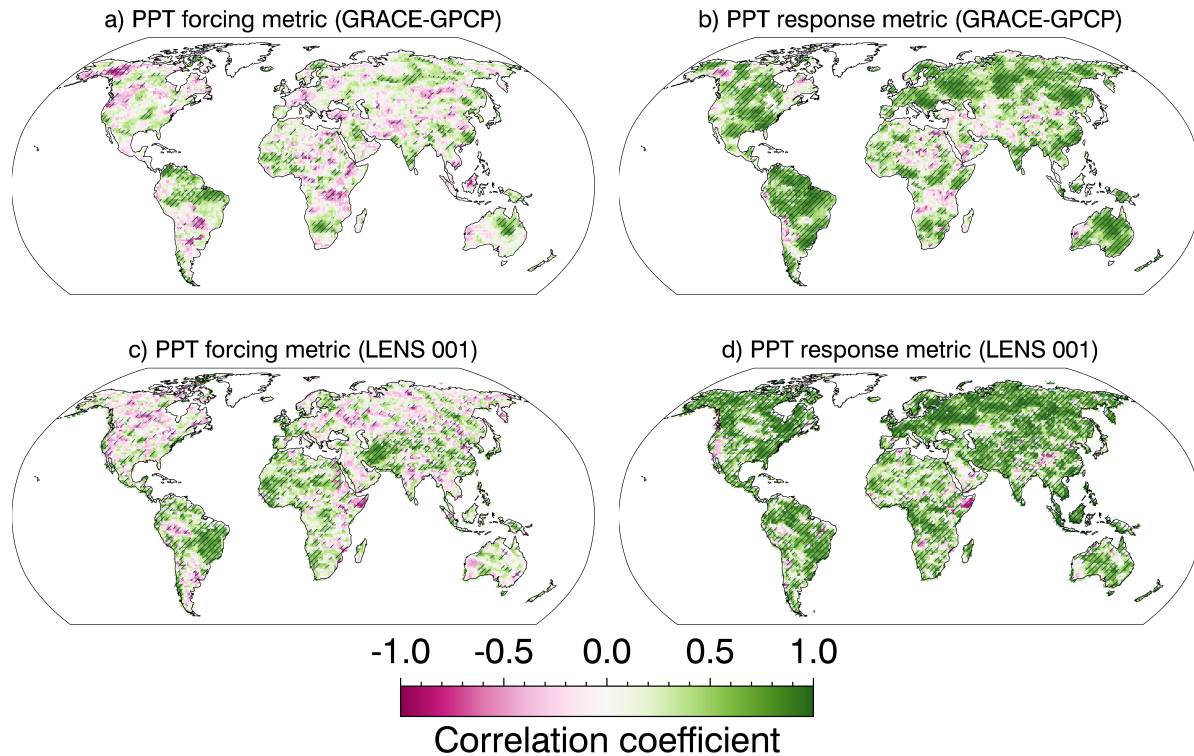 a) PPT forcing metric (GRACE-GPCP)
b) PPT response metric (GRACE-GPCP)
c) PPT forcing metric (LENS 001)
d) PPT response metric (LENS 001)
-1.0 -0.5 0.0 0.5 1.0
Correlation coefficient